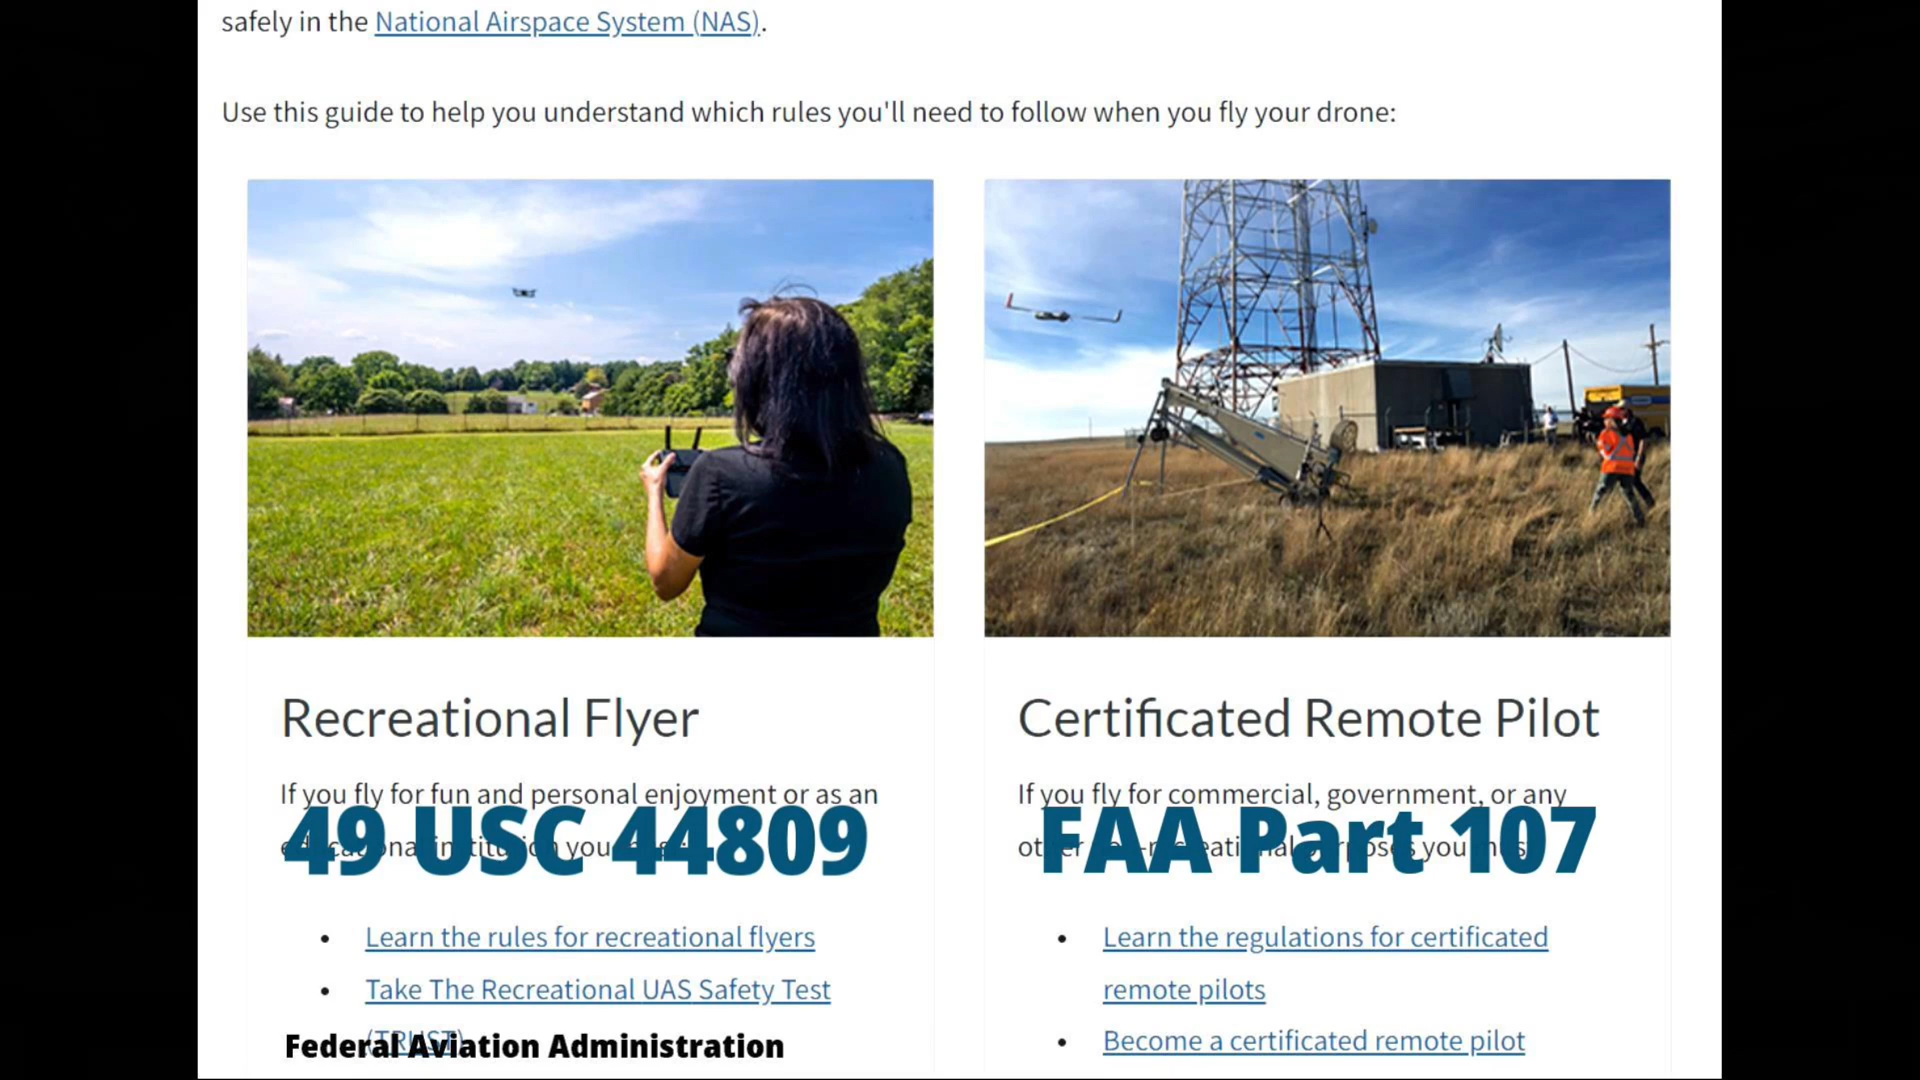 safely in the National Airspace System (NAS).
Use this guide to help you understand which rules you'll need to follow when you fly your drone:
Recreational Flyer
If you fly for fun and personal enjoyment or as an
49 USC 44809
Learn the rules for recreational flyers
Take The Recreational UAS Safety Test
(TRUST)
Federal Aviation Administration
Certificated Remote Pilot
If you fly for commercial, government, or any
FAA Part 107
Learn the regulations for certificated
remote pilots
Become a certificated remote pilot